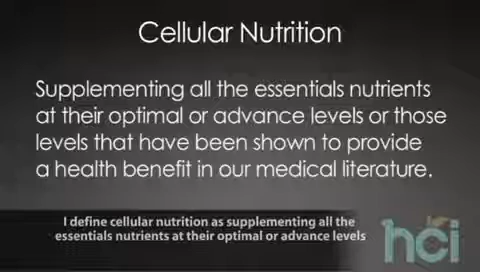 Cellular Nutrition
Supplementing all the essentials nutrients
at their optimal or advance levels or those
levels that have been shown to provide
a health benefit in our medical literature.
I define cellular nutrition as supplementing all the
essentials nutrients at their optimal or advance levels
hci